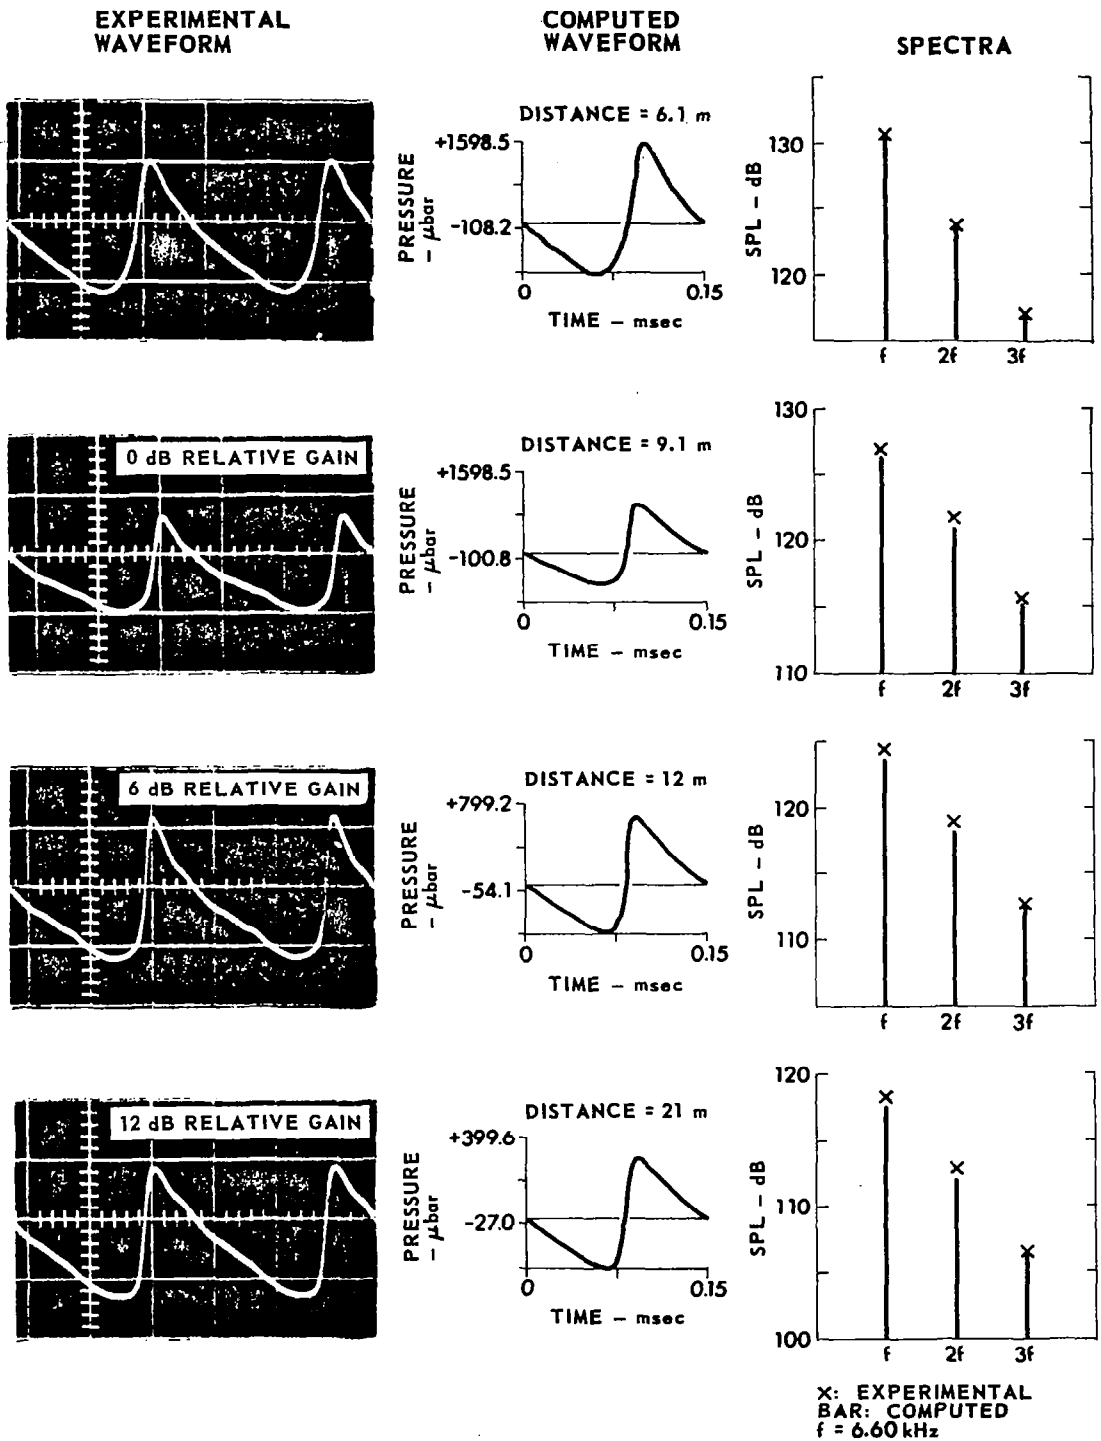 EXPERIMENTAL
WAVEFORM
COMPUTED
WAVEFORM
SPECTRA
DISTANCE = 6.1 m
+1598.5
-108.2
PRESSURE
– μbar
0
0.15
TIME – msec
130
120
SPL – dB
f
2f
3f
0 dB RELATIVE GAIN
DISTANCE = 9.1 m
+1598.5
-100.8
PRESSURE
– μbar
0
0.15
TIME – msec
130
120
110
SPL – dB
f
2f
3f
6 dB RELATIVE GAIN
DISTANCE = 12 m
+799.2
-54.1
PRESSURE
– μbar
0
0.15
TIME – msec
120
110
SPL – dB
f
2f
3f
12 dB RELATIVE GAIN
DISTANCE = 21 m
+399.6
-27.0
PRESSURE
– μbar
0
0.15
TIME – msec
120
110
100
SPL – dB
f
2f
3f
X: EXPERIMENTAL
BAR: COMPUTED
f = 6.60 kHz